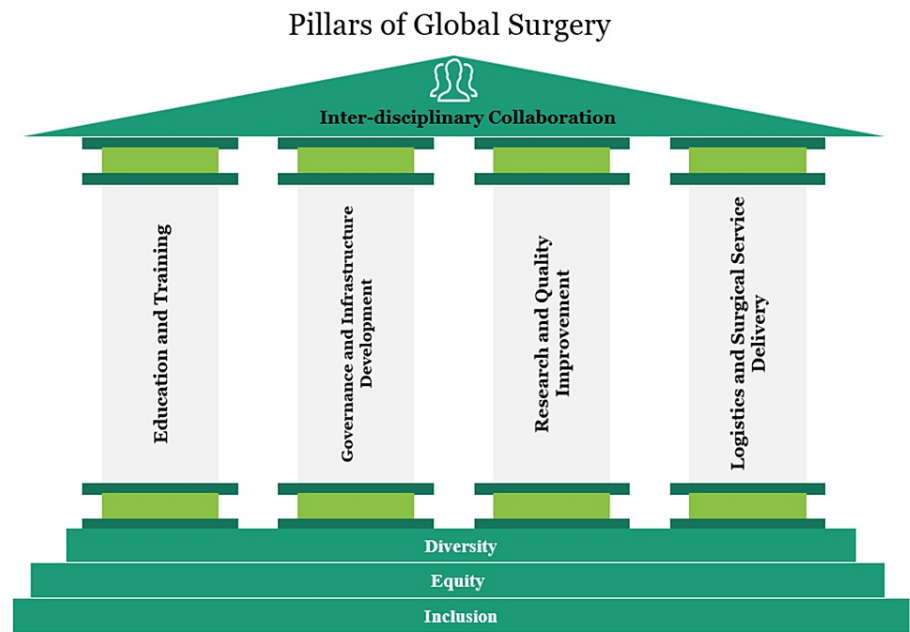 Pillars of Global Surgery
Inter-disciplinary Collaboration
Education and Training
Governance and Infrastructure
Development
Research and Quality
Improvement
Logistics and Surgical Service
Delivery
Diversity
Equity
Inclusion